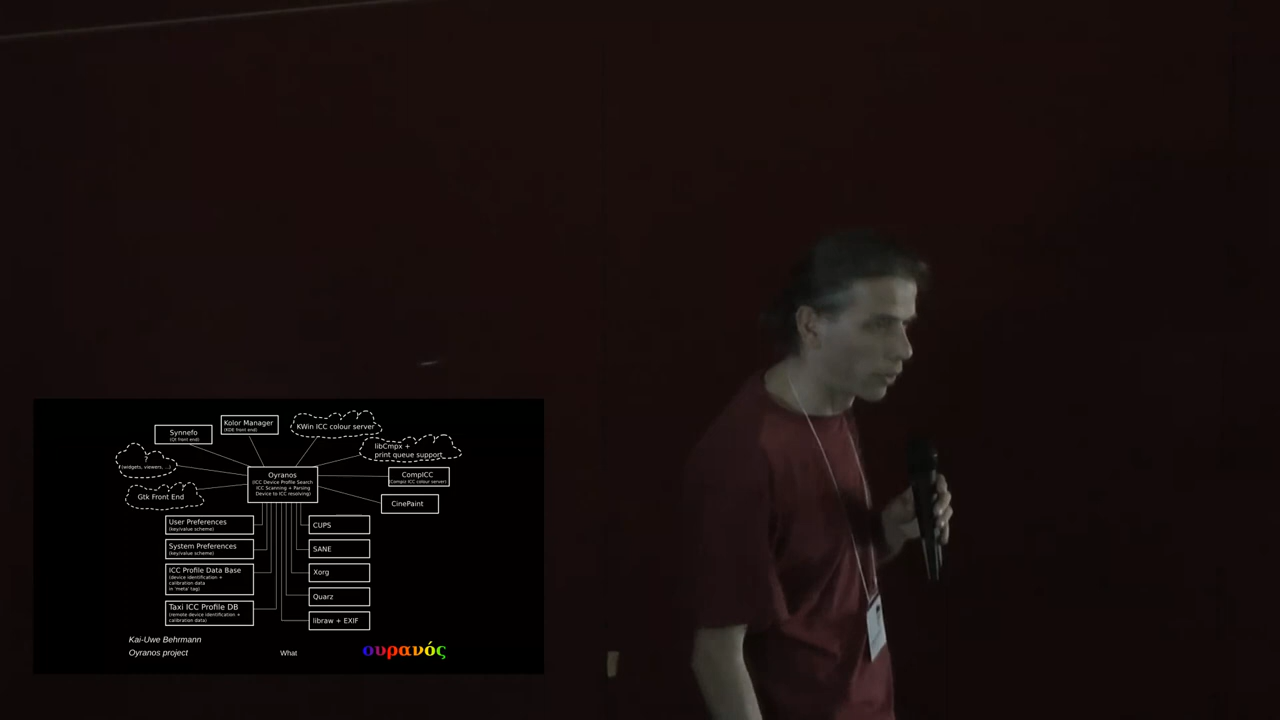 Kolor Manager
(KDE front end)
KWin ICC colour server
Synnefo
(Qt front end)
libCmpx +
print queue support
?
(widgets, viewers, ...)
Oyranos
(ICC Device Profile Search
ICC Scanning + Parsing
Device to ICC resolving)
CompICC
(Compiz ICC colour server)
Gtk Front End
CinePaint
User Preferences
(key/value scheme)
CUPS
System Preferences
(key/value scheme)
SANE
ICC Profile Data Base
(device identification +
calibration data
in 'meta' tag)
Xorg
Quarz
Taxi ICC Profile DB
(remote device identification +
calibration data)
libraw + EXIF
Kai-Uwe Behrmann
Oyranos project
What
ουρανός